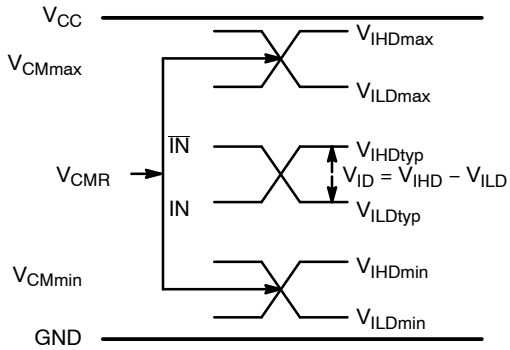 VCC
VIHDmax
VCMmax
VILDmax
IN
VIHDtyp
VCMR
VID = VIHD − VILD
IN
VILDtyp
VIHDmin
VCMmin
VILDmin
GND